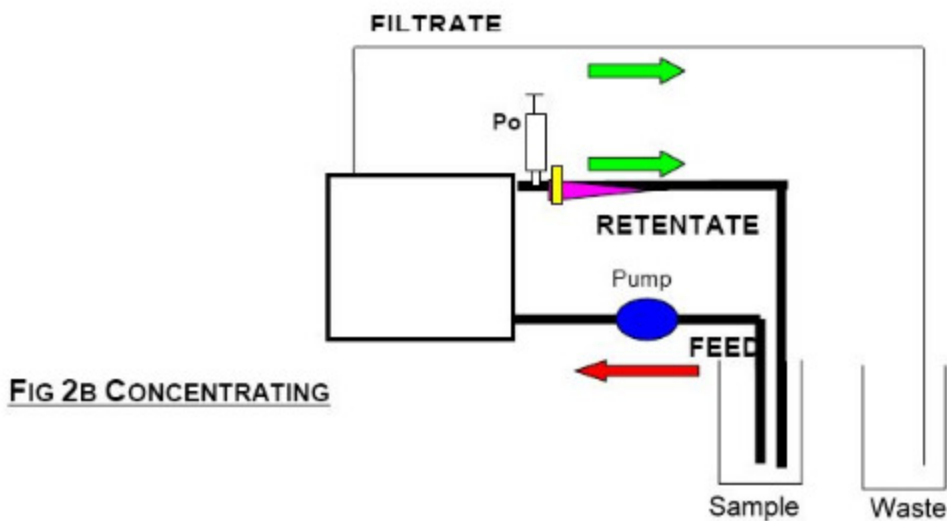 FILTRATE
Po
RETENTATE
Pump
FEED
FIG 2B CONCENTRATING
Sample
Waste